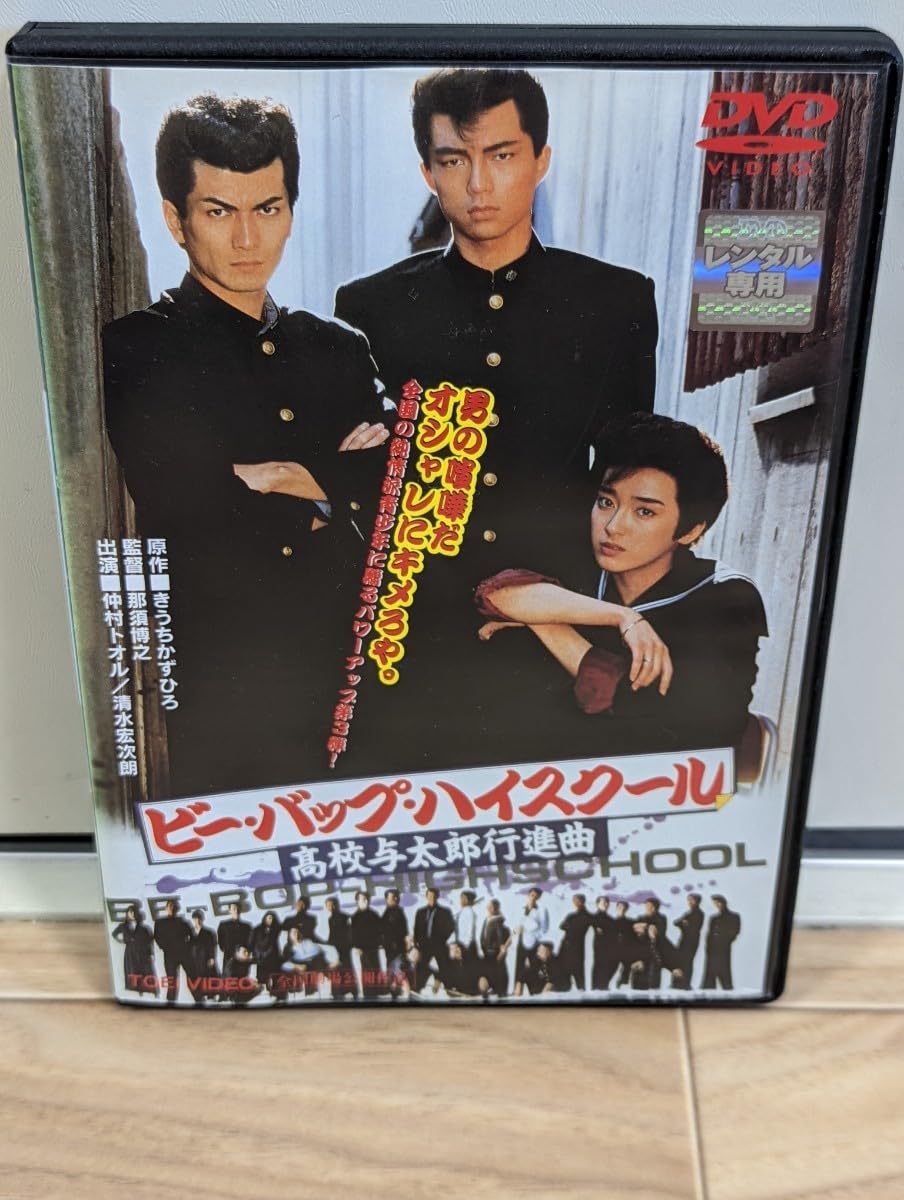 DVD
VIDEO
レンタル
専用
男の喧嘩だ
オシャレにキメろや。
全国の純情派青少年に贈るパワーアップ第3弾!
原作■きうちかずひろ
監督■那須博之
出演■仲村トオル/清水宏次朗
ビー・バップ・ハイスクール
高校与太郎行進曲
BE-BOP-HIGHSCHOOL
TOEI VIDEO